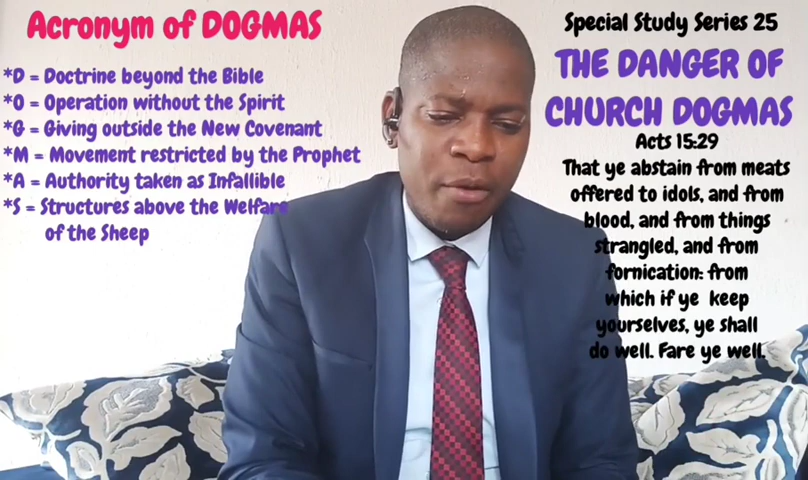 Acronym of DOGMAS
*D = Doctrine beyond the Bible
*O = Operation without the Spirit
*G = Giving outside the New Covenant
*M = Movement restricted by the Prophet
*A = Authority taken as Infallible
*S = Structures above the Welfare
of the Sheep
Special Study Series 25
THE DANGER OF
CHURCH DOGMAS
Acts 15:29
That ye abstain from meats
offered to idols, and from
blood, and from things
strangled, and from
fornication: from
which if ye keep
yourselves, ye shall
do well. Fare ye well.